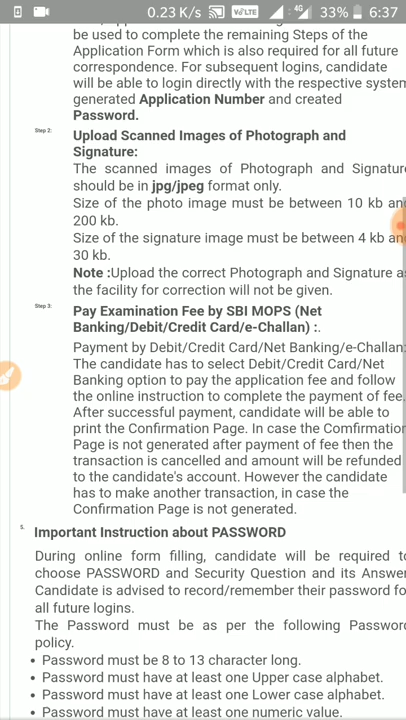 0.23 K/s VoLTE 4G 33% 6:37
be used to complete the remaining Steps of the
Application Form which is also required for all future
correspondence. For subsequent logins, candidate
will be able to login directly with the respective system
generated Application Number and created
Password.
Step 2: Upload Scanned Images of Photograph and
Signature:
The scanned images of Photograph and Signature
should be in jpg/jpeg format only.
Size of the photo image must be between 10 kb and
200 kb.
Size of the signature image must be between 4 kb and
30 kb.
Note :Upload the correct Photograph and Signature as
the facility for correction will not be given.
Step 3: Pay Examination Fee by SBI MOPS (Net
Banking/Debit/Credit Card/e-Challan) :.
Payment by Debit/Credit Card/Net Banking/e-Challan:
The candidate has to select Debit/Credit Card/Net
Banking option to pay the application fee and follow
the online instruction to complete the payment of fee.
After successful payment, candidate will be able to
print the Confirmation Page. In case the Comfirmation
Page is not generated after payment of fee then the
transaction is cancelled and amount will be refunded
to the candidate's account. However the candidate
has to make another transaction, in case the
Confirmation Page is not generated.
5. Important Instruction about PASSWORD
During online form filling, candidate will be required to
choose PASSWORD and Security Question and its Answer.
Candidate is advised to record/remember their password for
all future logins.
The Password must be as per the following Password
policy.
• Password must be 8 to 13 character long.
• Password must have at least one Upper case alphabet.
• Password must have at least one Lower case alphabet.
• Password must have at least one numeric value.